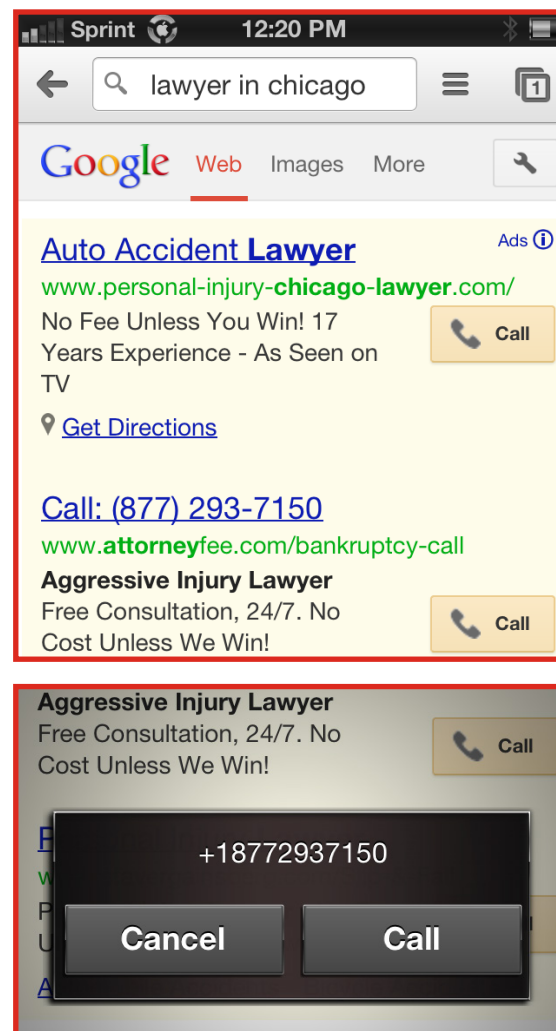 Sprint 12:20 PM
lawyer in chicago 1
Google Web Images More
Auto Accident Lawyer Ads
www.personal-injury-chicago-lawyer.com/
No Fee Unless You Win! 17
Years Experience - As Seen on
TV
Call
Get Directions
Call: (877) 293-7150
www.attorneyfee.com/bankruptcy-call
Aggressive Injury Lawyer
Free Consultation, 24/7. No
Cost Unless We Win!
Call
Aggressive Injury Lawyer
Free Consultation, 24/7. No
Cost Unless We Win!
Call
+18772937150
Cancel Call